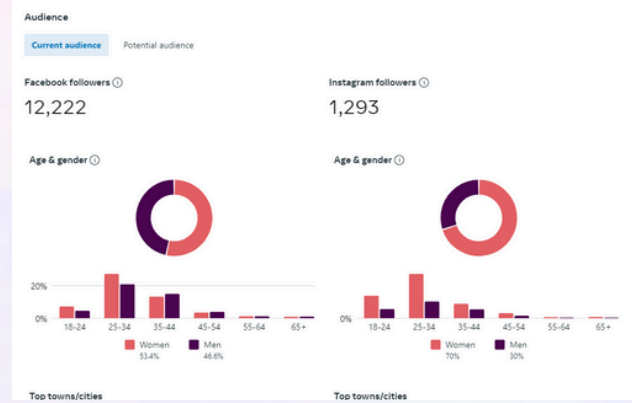 Audience
Current audience Potential audience
Facebook followers
12,222
Age & gender
20%
0%
18-24 25-34 35-44 45-54 55-64 65+
Women Men
53.4% 46.6%
Top towns/cities
Instagram followers
1,293
Age & gender
0%
18-24 25-34 35-44 45-54 55-64 65+
Women Men
70% 30%
Top towns/cities